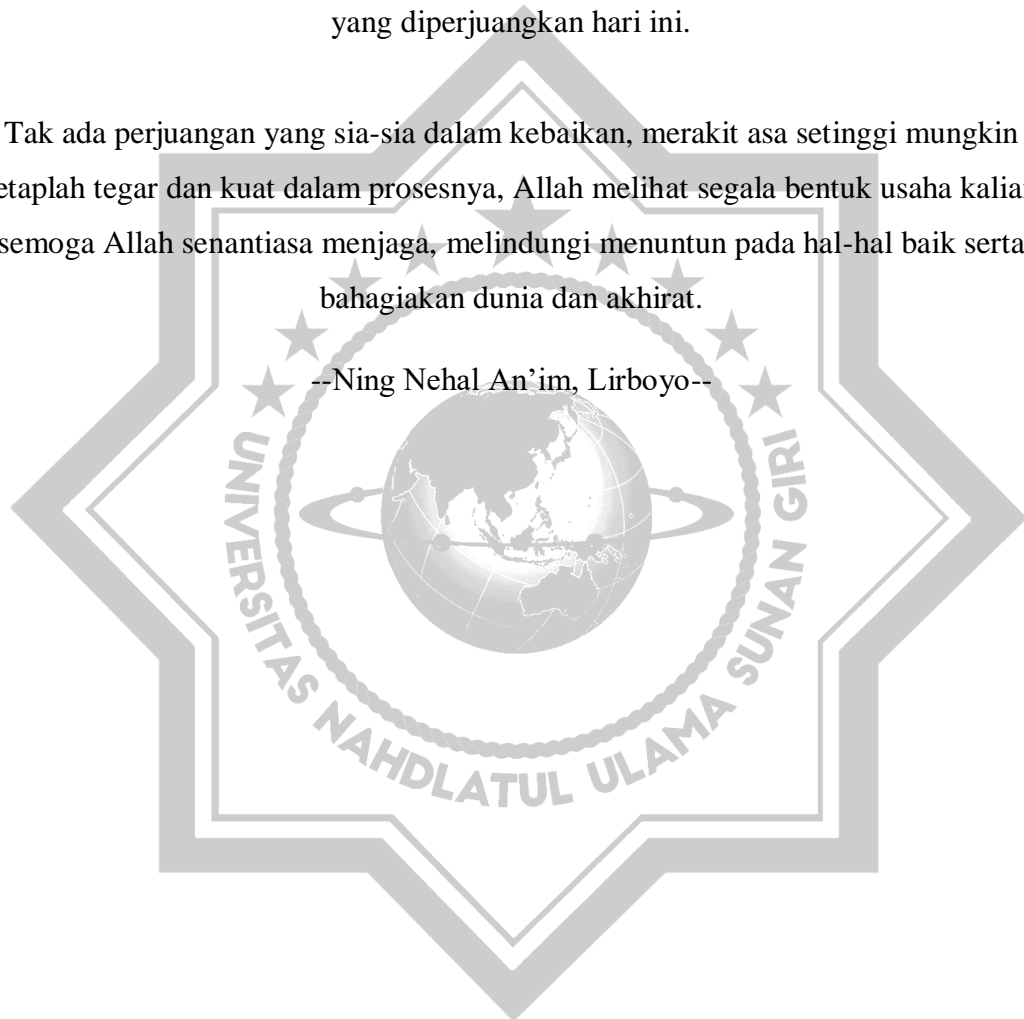 yang diperjuangkan hari ini.
Tak ada perjuangan yang sia-sia dalam kebaikan, merakit asa setinggi mungkin
etaplah tegar dan kuat dalam prosesnya, Allah melihat segala bentuk usaha kalian
semoga Allah senantiasa menjaga, melindungi menuntun pada hal-hal baik serta
bahagiakan dunia dan akhirat.
--Ning Nehal An’im, Lirboyo--
UNIVERSITAS NAHDLATUL ULAMA SUNAN GIRI